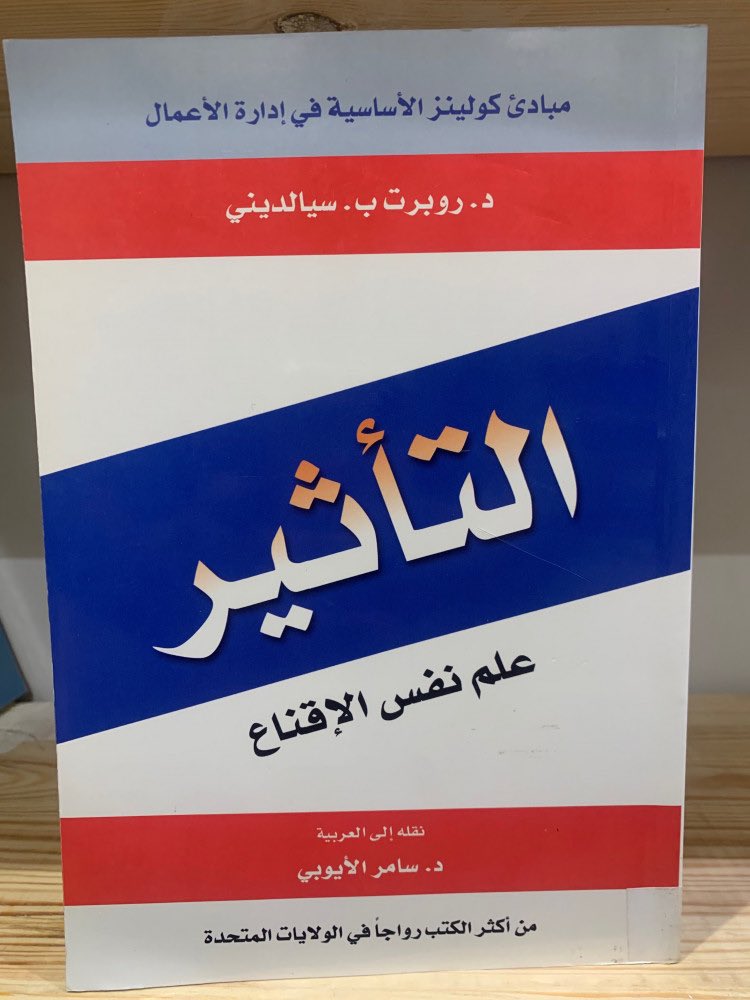 مبادئ كولينز الأساسية في إدارة الأعمال
د. روبرت ب. سيالديني
التأثير
علم نفس الإقناع
نقله إلى العربية
د. سامر الأيوبي
من أكثر الكتب رواجاً في الولايات المتحدة